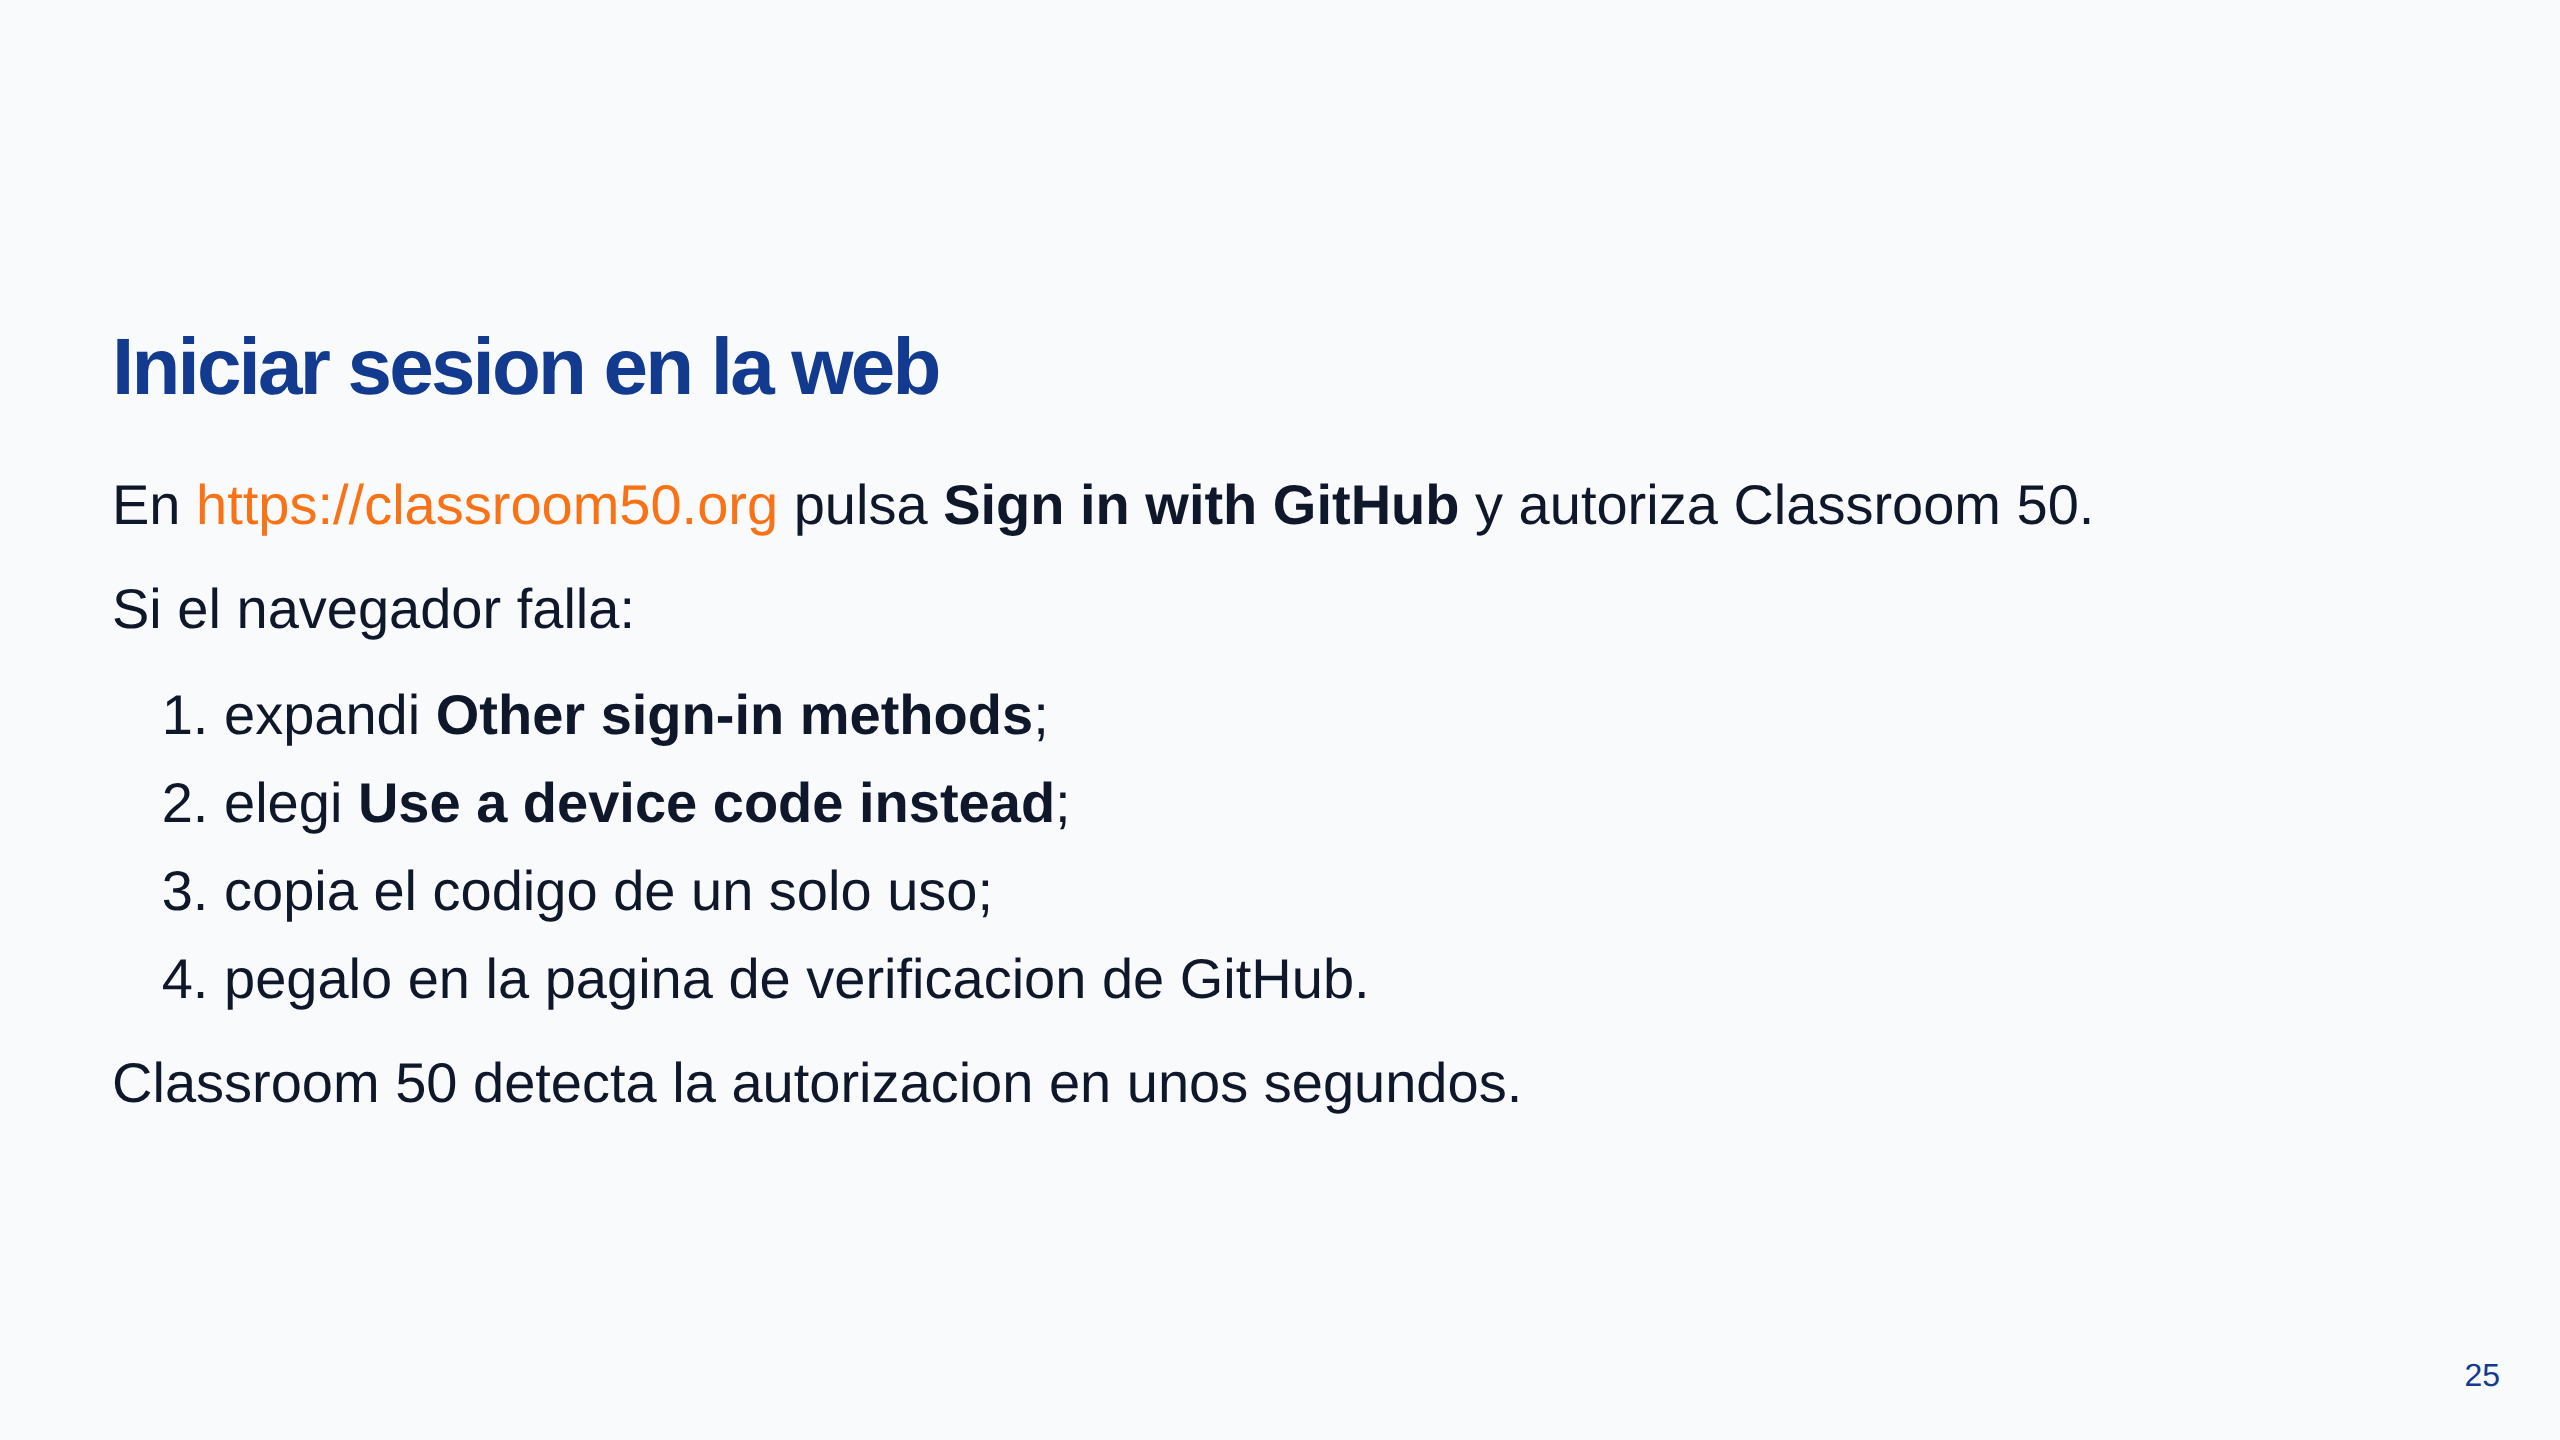 Iniciar sesion en la web
En https://classroom50.org pulsa Sign in with GitHub y autoriza Classroom 50.
Si el navegador falla:
1. expandi Other sign-in methods;
2. elegi Use a device code instead;
3. copia el codigo de un solo uso;
4. pegalo en la pagina de verificacion de GitHub.
Classroom 50 detecta la autorizacion en unos segundos.
25